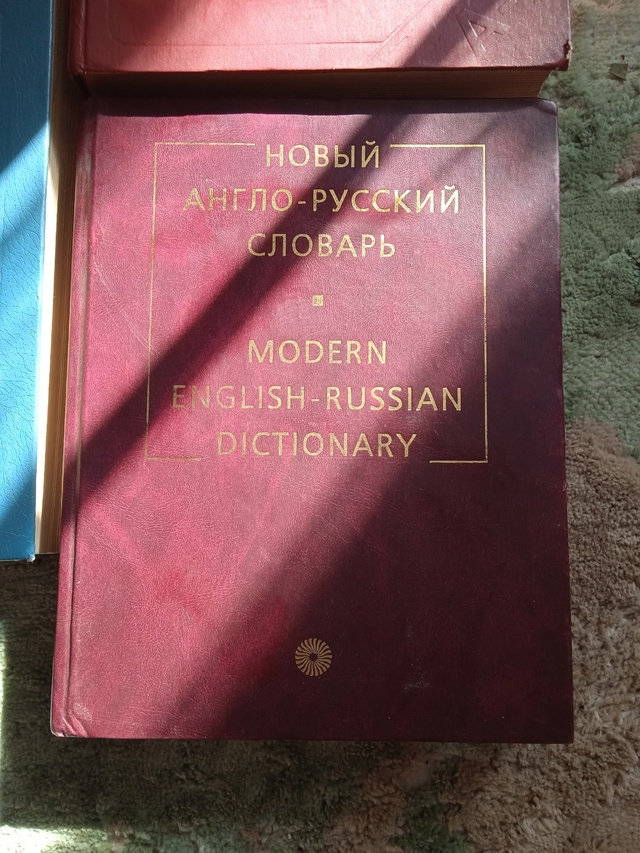 НОВЫЙ
АНГЛО-РУССКИЙ
СЛОВАРЬ
MODERN
ENGLISH-RUSSIAN
DICTIONARY